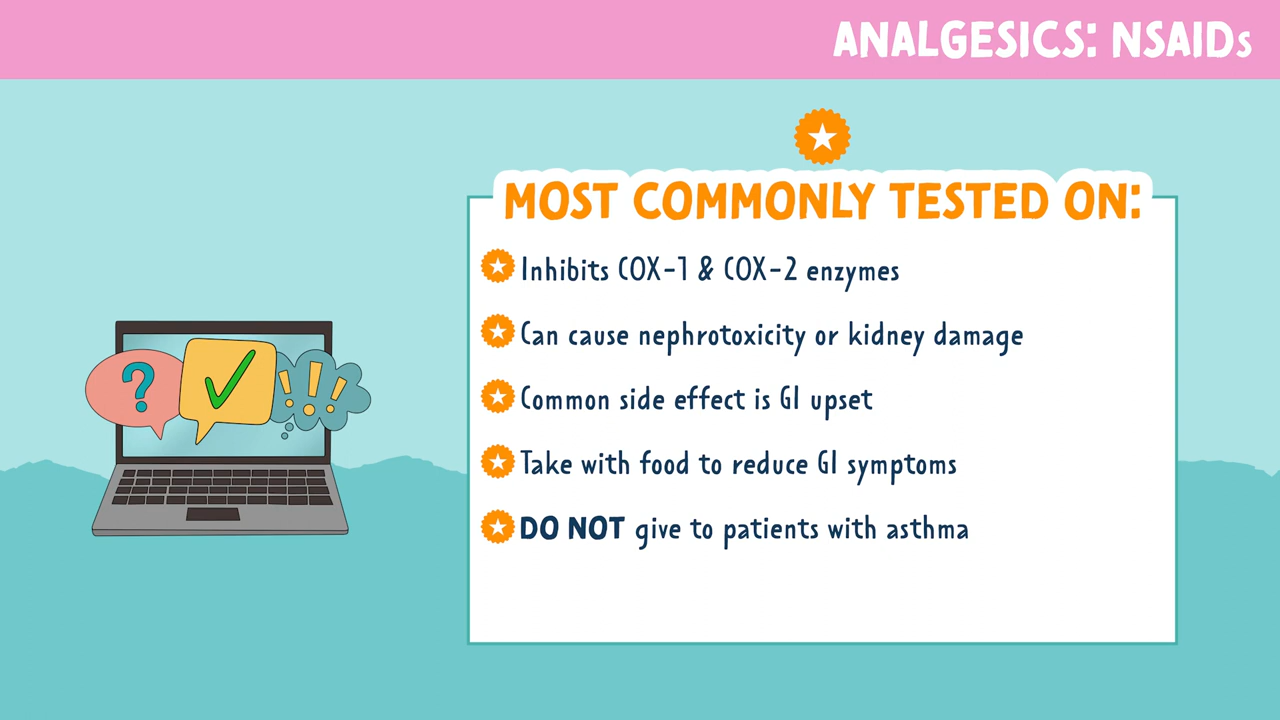 ANALGESICS: NSAIDs
MOST COMMONLY TESTED ON:
Inhibits COX-1 & COX-2 enzymes
Can cause nephrotoxicity or kidney damage
Common side effect is GI upset
Take with food to reduce GI symptoms
DO NOT give to patients with asthma
? ✓ !!!